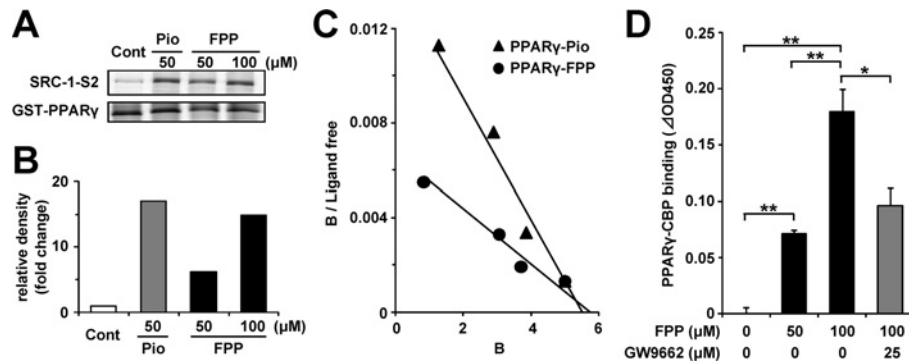 A
Cont
Pio
FPP
50
50
100
(μM)
SRC-1-S2
GST-PPARγ
B
relative density
(fold change)
20
10
0
Cont
50
50
100
(μM)
Pio
FPP
C
B / Ligand free
0.012
0.008
0.004
0
2
4
6
B
PPARγ-Pio
PPARγ-FPP
D
PPARγ-CBP binding (⊿OD450)
0.25
0.20
0.15
0.10
0.05
0.0
**
**
*
**
FPP (μM) 0 50 100 100
GW9662 (μM) 0 0 0 25